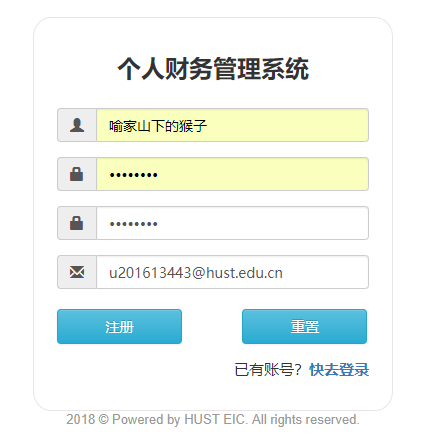 个人财务管理系统
喻家山下的猴子
••••••••
••••••••
u201613443@hust.edu.cn
注册 重置
已有账号？快去登录
2018 © Powered by HUST EIC. All rights reserved.